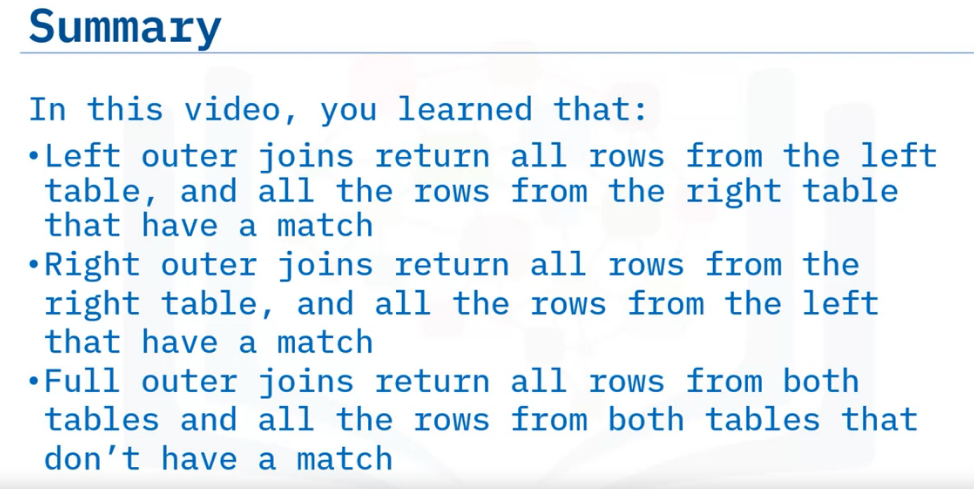 Summary
In this video, you learned that:
•Left outer joins return all rows from the left
table, and all the rows from the right table
that have a match
•Right outer joins return all rows from the
right table, and all the rows from the left
that have a match
•Full outer joins return all rows from both
tables and all the rows from both tables that
don’t have a match